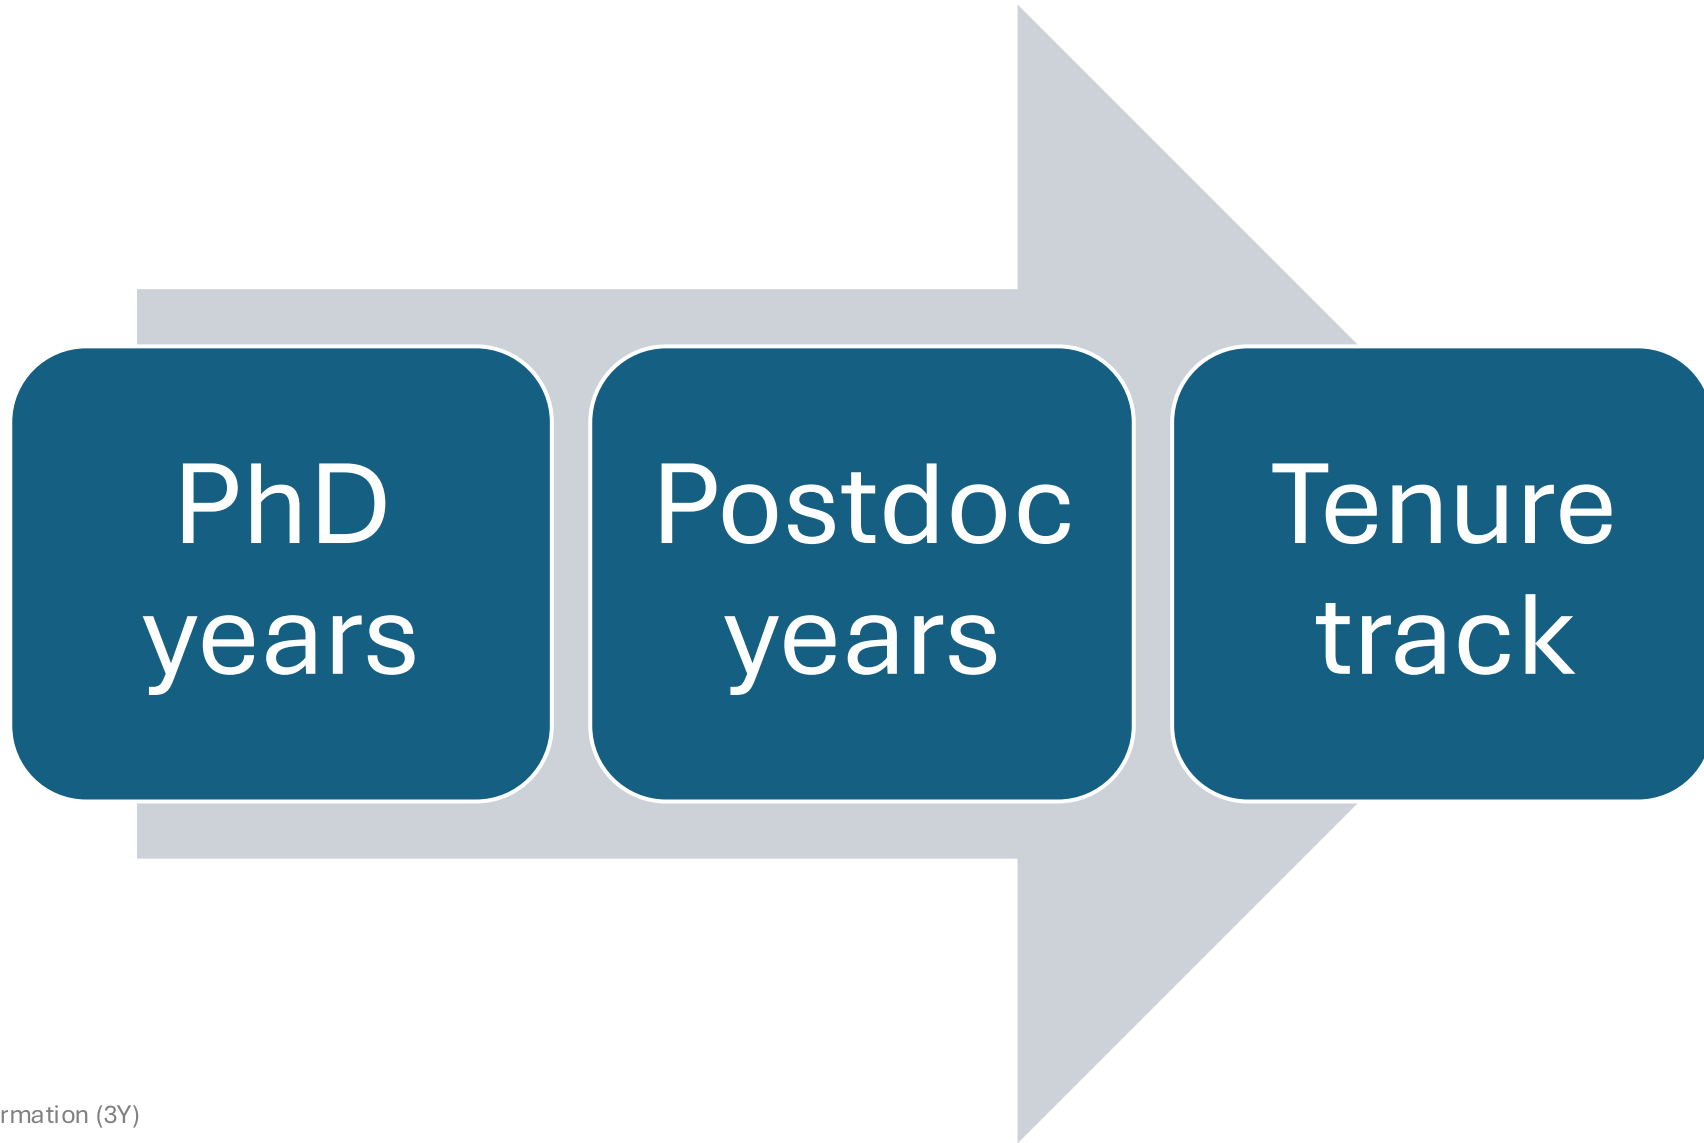 PhD
years
Postdoc
years
Tenure
track
rmation (3Y)